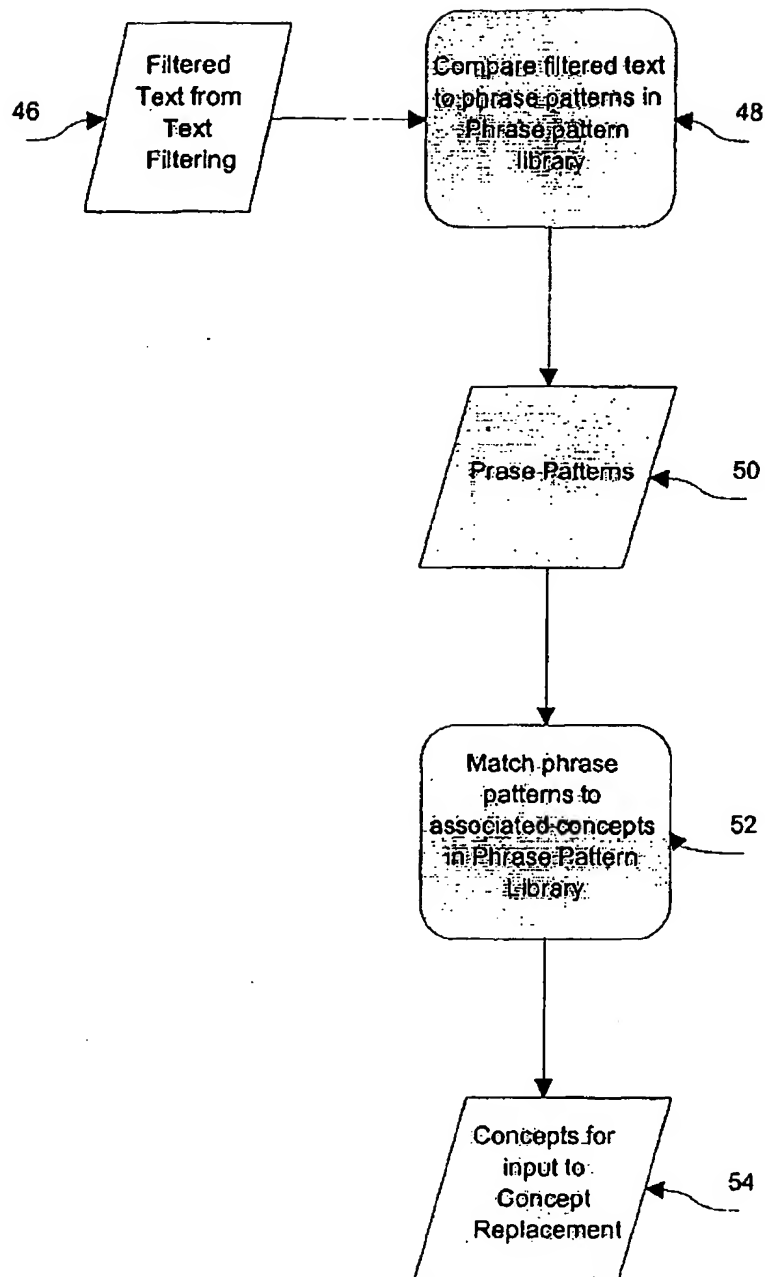 Filtered
Text from
Text
Filtering
46
Compare filtered text
to phrase patterns in
Phrase pattern
library
48
Prase Patterns
50
Match phrase
patterns to
associated concepts
in Phrase Pattern
Library
52
Concepts for
input to
Concept
Replacement
54